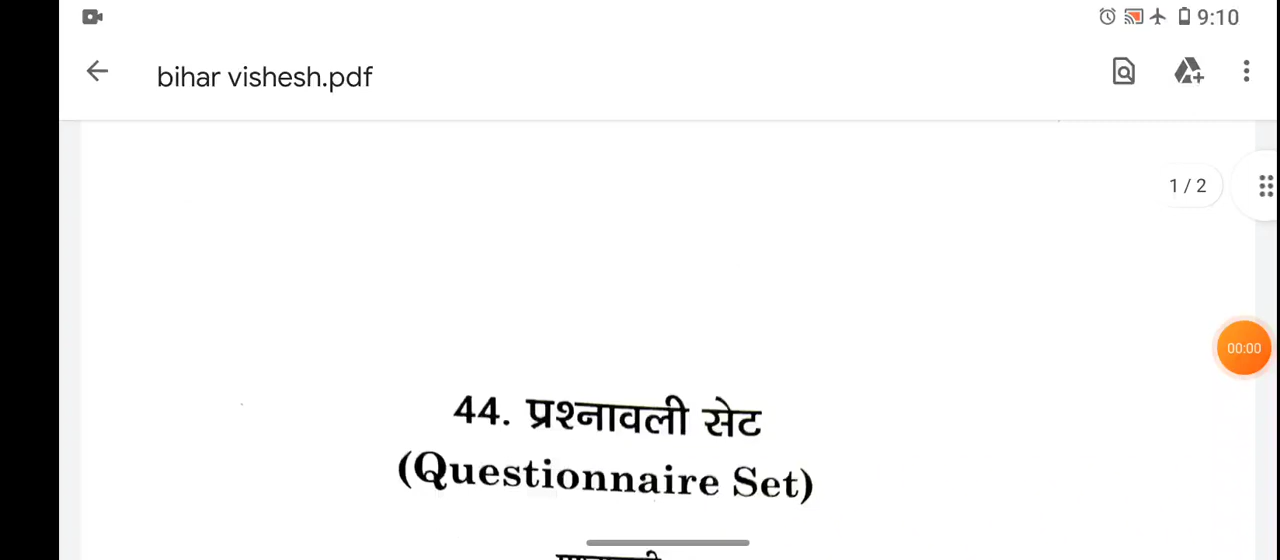 9:10
bihar vishesh.pdf
1 / 2
00:00
44. प्रश्नावली सेट
(Questionnaire Set)